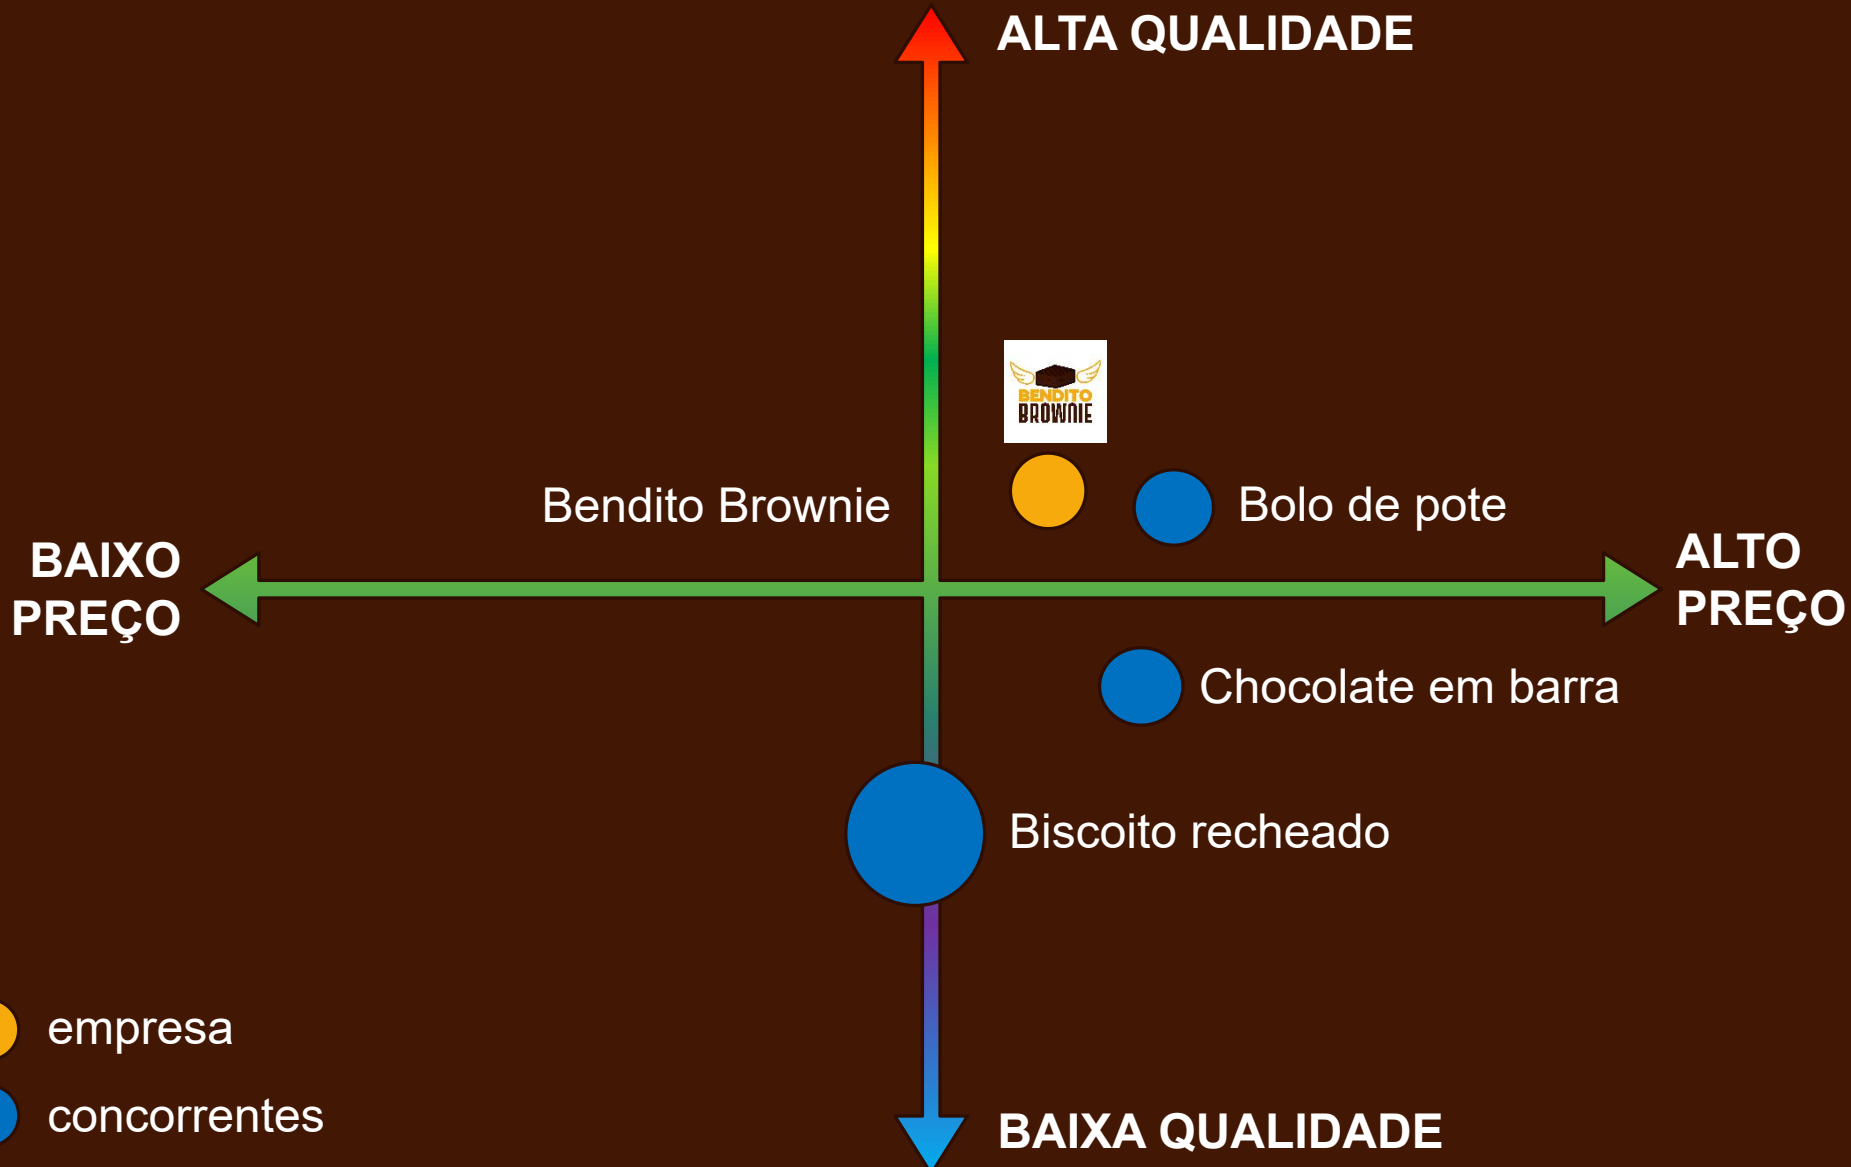 ALTA QUALIDADE
BENDITO
BROWNIE
Bendito Brownie
Bolo de pote
BAIXO
PREÇO
ALTO
PREÇO
Chocolate em barra
Biscoito recheado
empresa
concorrentes
BAIXA QUALIDADE